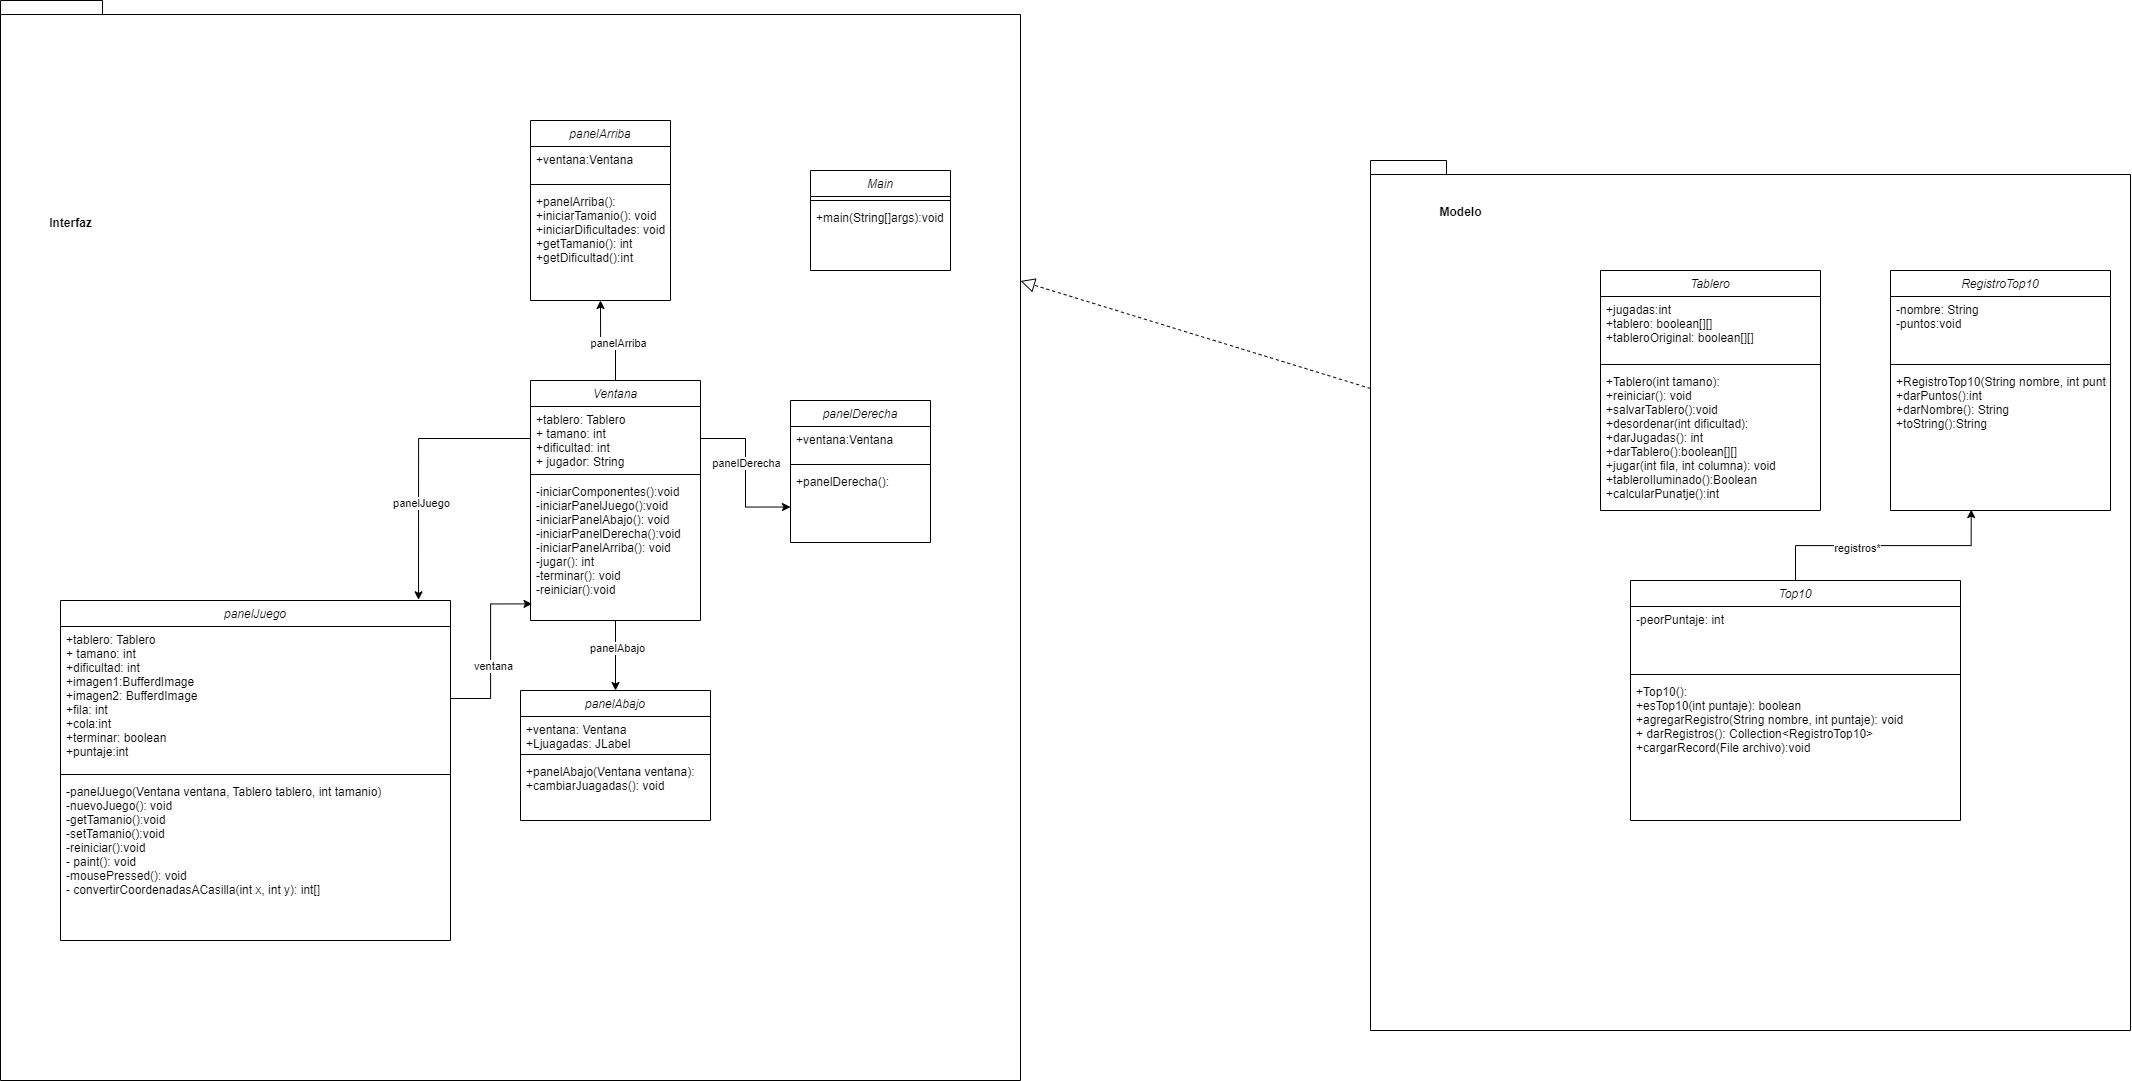 Interfaz
panelArriba
+ventana:Ventana
+panelArriba():
+iniciarTamanio(): void
+iniciarDificultades: void
+getTamanio(): int
+getDificultad():int
Main
+main(String[]args):void
panelArriba
Ventana
+tablero: Tablero
+ tamano: int
+dificultad: int
+ jugador: String
-iniciarComponentes():void
-iniciarPanelJuego():void
-iniciarPanelAbajo(): void
-iniciarPanelDerecha():void
-iniciarPanelArriba(): void
-jugar(): int
-terminar(): void
-reiniciar():void
panelDerecha
panelDerecha
+ventana:Ventana
+panelDerecha():
panelJuego
panelJuego
+tablero: Tablero
+ tamano: int
+dificultad: int
+imagen1:BufferdImage
+imagen2: BufferdImage
+fila: int
+cola:int
+terminar: boolean
+puntaje:int
-panelJuego(Ventana ventana, Tablero tablero, int tamanio)
-nuevoJuego(): void
-getTamanio():void
-setTamanio():void
-reiniciar():void
- paint(): void
-mousePressed(): void
- convertirCoordenadasACasilla(int x, int y): int[]
ventana
panelAbajo
panelAbajo
+ventana: Ventana
+Ljuagadas: JLabel
+panelAbajo(Ventana ventana):
+cambiarJuagadas(): void
Modelo
Tablero
+jugadas:int
+tablero: boolean[][]
+tableroOriginal: boolean[][]
+Tablero(int tamano):
+reiniciar(): void
+salvarTablero():void
+desordenar(int dificultad):
+darJugadas(): int
+darTablero():boolean[][]
+jugar(int fila, int columna): void
+tableroIluminado():Boolean
+calcularPunatje():int
RegistroTop10
-nombre: String
-puntos:void
+RegistroTop10(String nombre, int punt
+darPuntos():int
+darNombre(): String
+toString():String
registros*
Top10
-peorPuntaje: int
+Top10():
+esTop10(int puntaje): boolean
+agregarRegistro(String nombre, int puntaje): void
+ darRegistros(): Collection<RegistroTop10>
+cargarRecord(File archivo):void